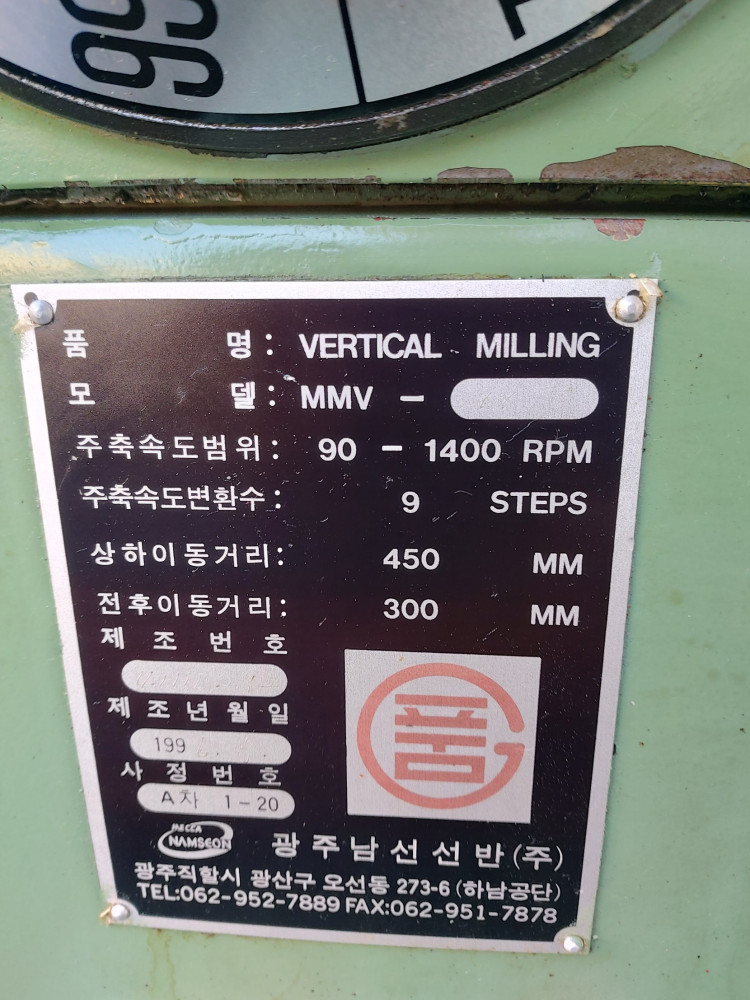 99
품 명: VERTICAL MILLING
모 델: MMV -
주축속도범위: 90 - 1400 RPM
주축속도변환수: 9 STEPS
상하이동거리: 450 MM
전후이동거리: 300 MM
제 조 번 호
제 조 년 월 일
199
사 정 번 호
A차 1-20
품
MECCA
NAMSEON
광주남선선반(주)
광주직할시 광산구 오선동 273-6 (하남공단)
TEL:062-952-7889 FAX:062-951-7878